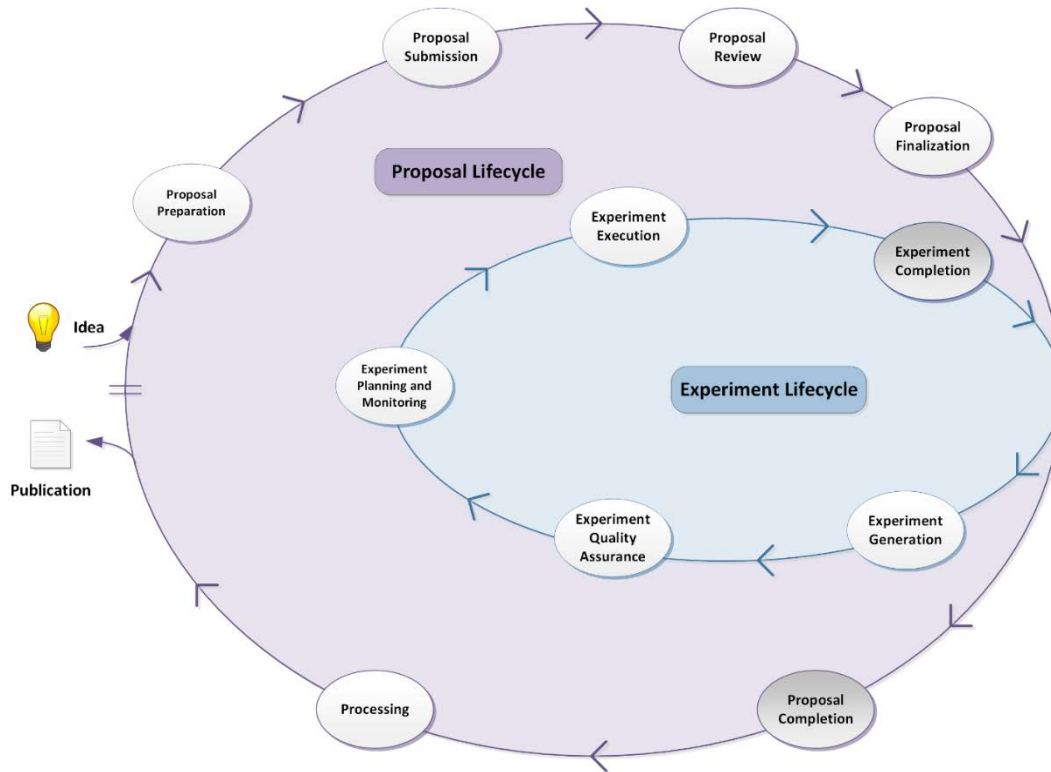 Proposal
Submission
Proposal
Review
Proposal
Finalization
Proposal Lifecycle
Proposal
Preparation
Experiment
Execution
Experiment
Completion
Idea
Experiment
Planning and
Monitoring
Experiment Lifecycle
Publication
Experiment
Quality
Assurance
Experiment
Generation
Processing
Proposal
Completion